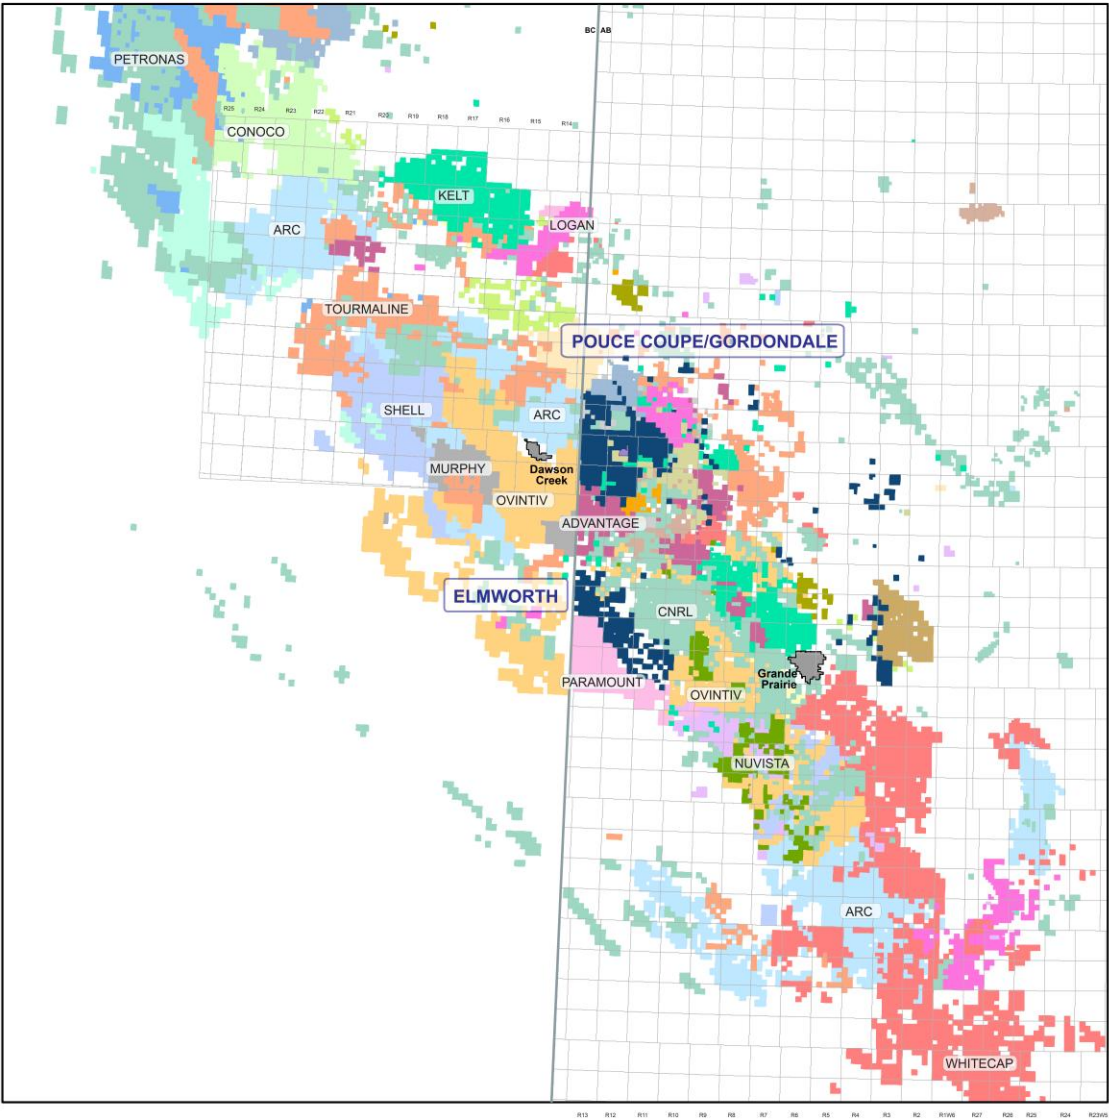 BC AB
PETRONAS
R25 R24 R23 R22 R21 R20 R19 R18 R17 R16 R15 R14
CONOCO
KELT
LOGAN
ARC
TOURMALINE
POUCE COUPE/GORDONDALE
SHELL
ARC
MURPHY
Dawson
Creek
OVINTIV
ADVANTAGE
ELMWORTH
CNRL
PARAMOUNT
Grande
Prairie
OVINTIV
NUVISTA
ARC
WHITECAP
R13 R12 R11 R10 R9 R8 R7 R6 R5 R4 R3 R2 R1W6 R27 R26 R25 R24 R23W5